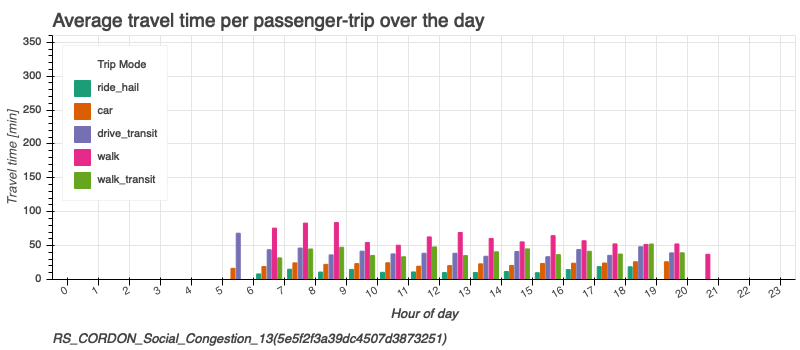 Average travel time per passenger-trip over the day
Travel time [min]
350
300
250
200
150
100
50
0
Trip Mode
ride_hail
car
drive_transit
walk
walk_transit
0 1 2 3 4 5 6 7 8 9 10 11 12 13 14 15 16 17 18 19 20 21 22 23
Hour of day
RS_CORDON_Social_Congestion_13(5e5f2f3a39dc4507d3873251)